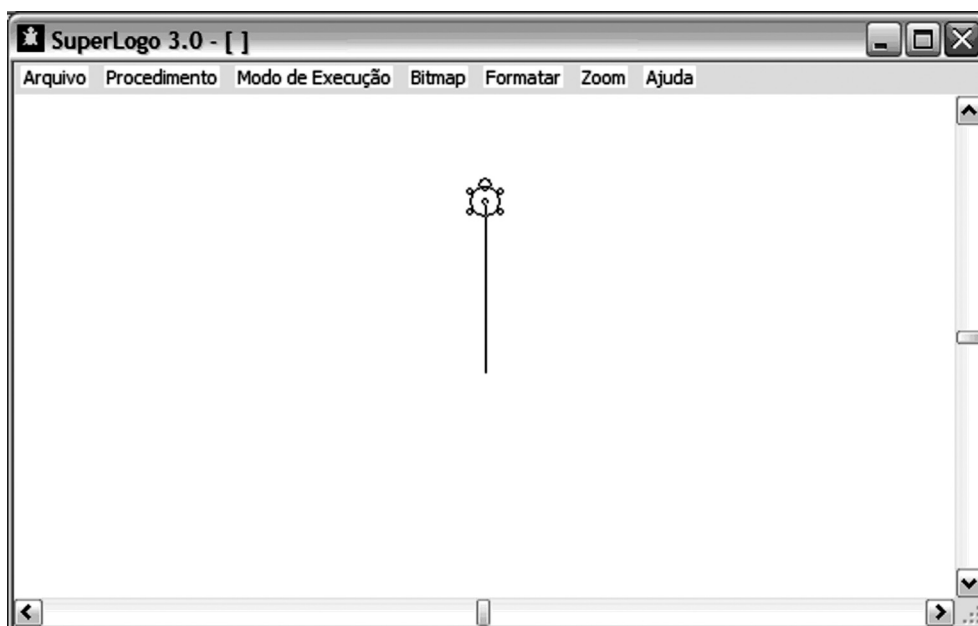 SuperLogo 3.0 - [ ]
Arquivo Procedimento Modo de Execução Bitmap Formatar Zoom Ajuda